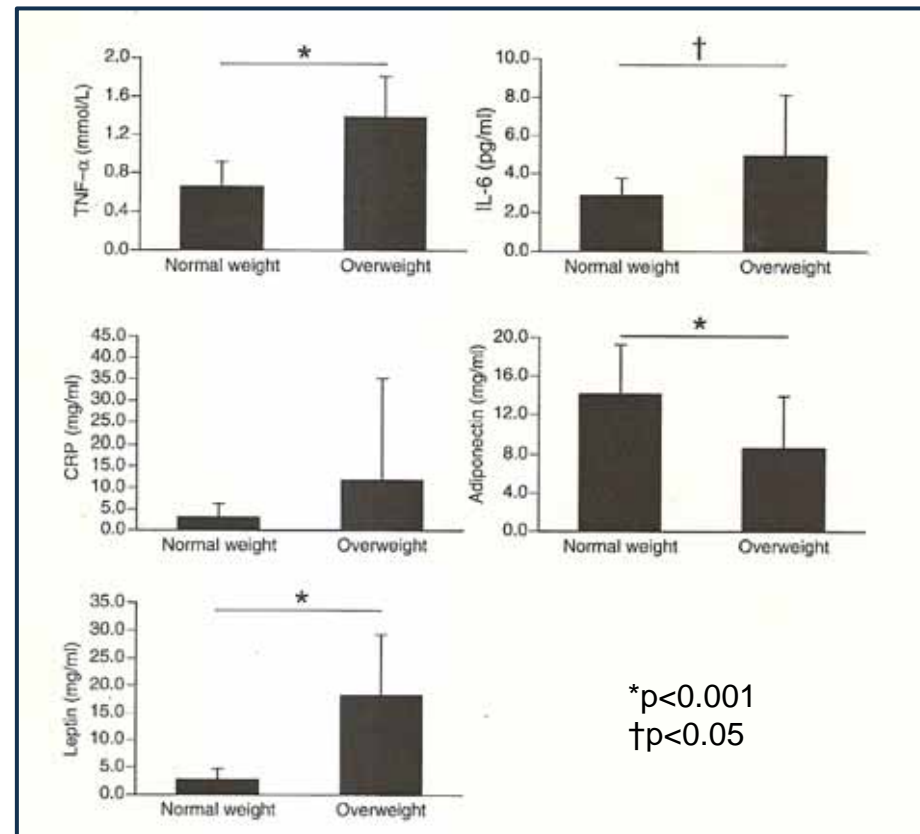 *
TNF–α (mmol/L)
2.0
1.6
1.2
0.8
0.4
0.0
Normal weight
Overweight
†
IL-6 (pg/ml)
10.0
8.0
6.0
4.0
2.0
0.0
Normal weight
Overweight
CRP (mg/ml)
45.0
40.0
35.0
30.0
25.0
20.0
15.0
10.0
5.0
0.0
Normal weight
Overweight
*
Adiponectin (mg/ml)
20.0
16.0
12.0
8.0
4.0
0.0
Normal weight
Overweight
*
Leptin (mg/ml)
35.0
30.0
25.0
20.0
15.0
10.0
5.0
0.0
Normal weight
Overweight
*p<0.001
†p<0.05